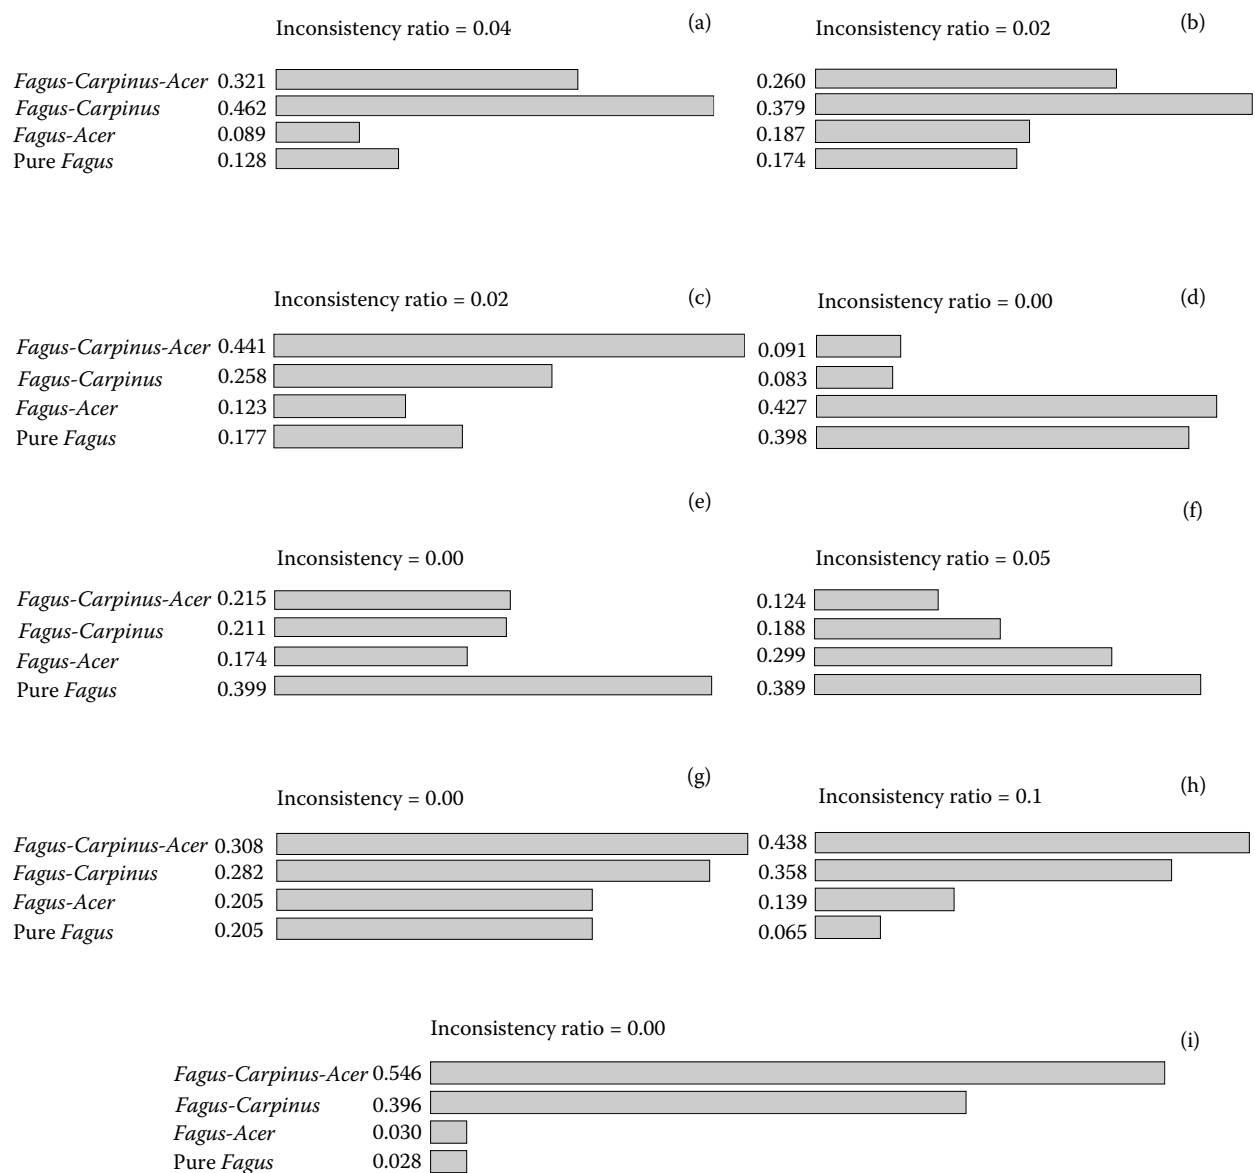 Inconsistency ratio = 0.04 (a)
Fagus-Carpinus-Acer 0.321
Fagus-Carpinus 0.462
Fagus-Acer 0.089
Pure Fagus 0.128
Inconsistency ratio = 0.02 (b)
0.260
0.379
0.187
0.174
Inconsistency ratio = 0.02 (c)
Fagus-Carpinus-Acer 0.441
Fagus-Carpinus 0.258
Fagus-Acer 0.123
Pure Fagus 0.177
Inconsistency ratio = 0.00 (d)
0.091
0.083
0.427
0.398
(e)
Inconsistency = 0.00
Fagus-Carpinus-Acer 0.215
Fagus-Carpinus 0.211
Fagus-Acer 0.174
Pure Fagus 0.399
(f)
Inconsistency ratio = 0.05
0.124
0.188
0.299
0.389
(g)
Inconsistency = 0.00
Fagus-Carpinus-Acer 0.308
Fagus-Carpinus 0.282
Fagus-Acer 0.205
Pure Fagus 0.205
Inconsistency ratio = 0.1 (h)
0.438
0.358
0.139
0.065
Inconsistency ratio = 0.00 (i)
Fagus-Carpinus-Acer 0.546
Fagus-Carpinus 0.396
Fagus-Acer 0.030
Pure Fagus 0.028